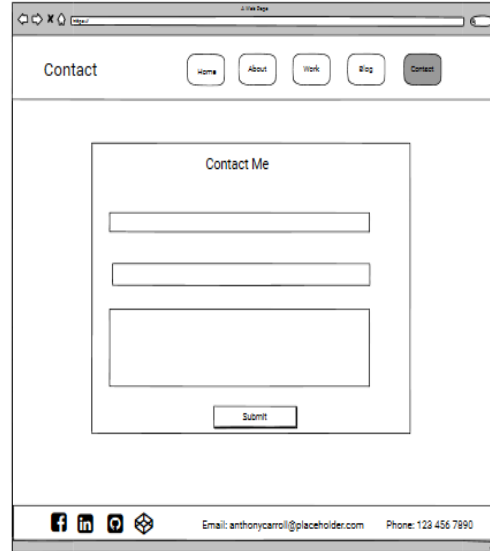 A Web Page
https://
Contact
Home
About
Work
Blog
Contact
Contact Me
Submit
Email: anthonycarroll@placeholder.com
Phone: 123 456 7890